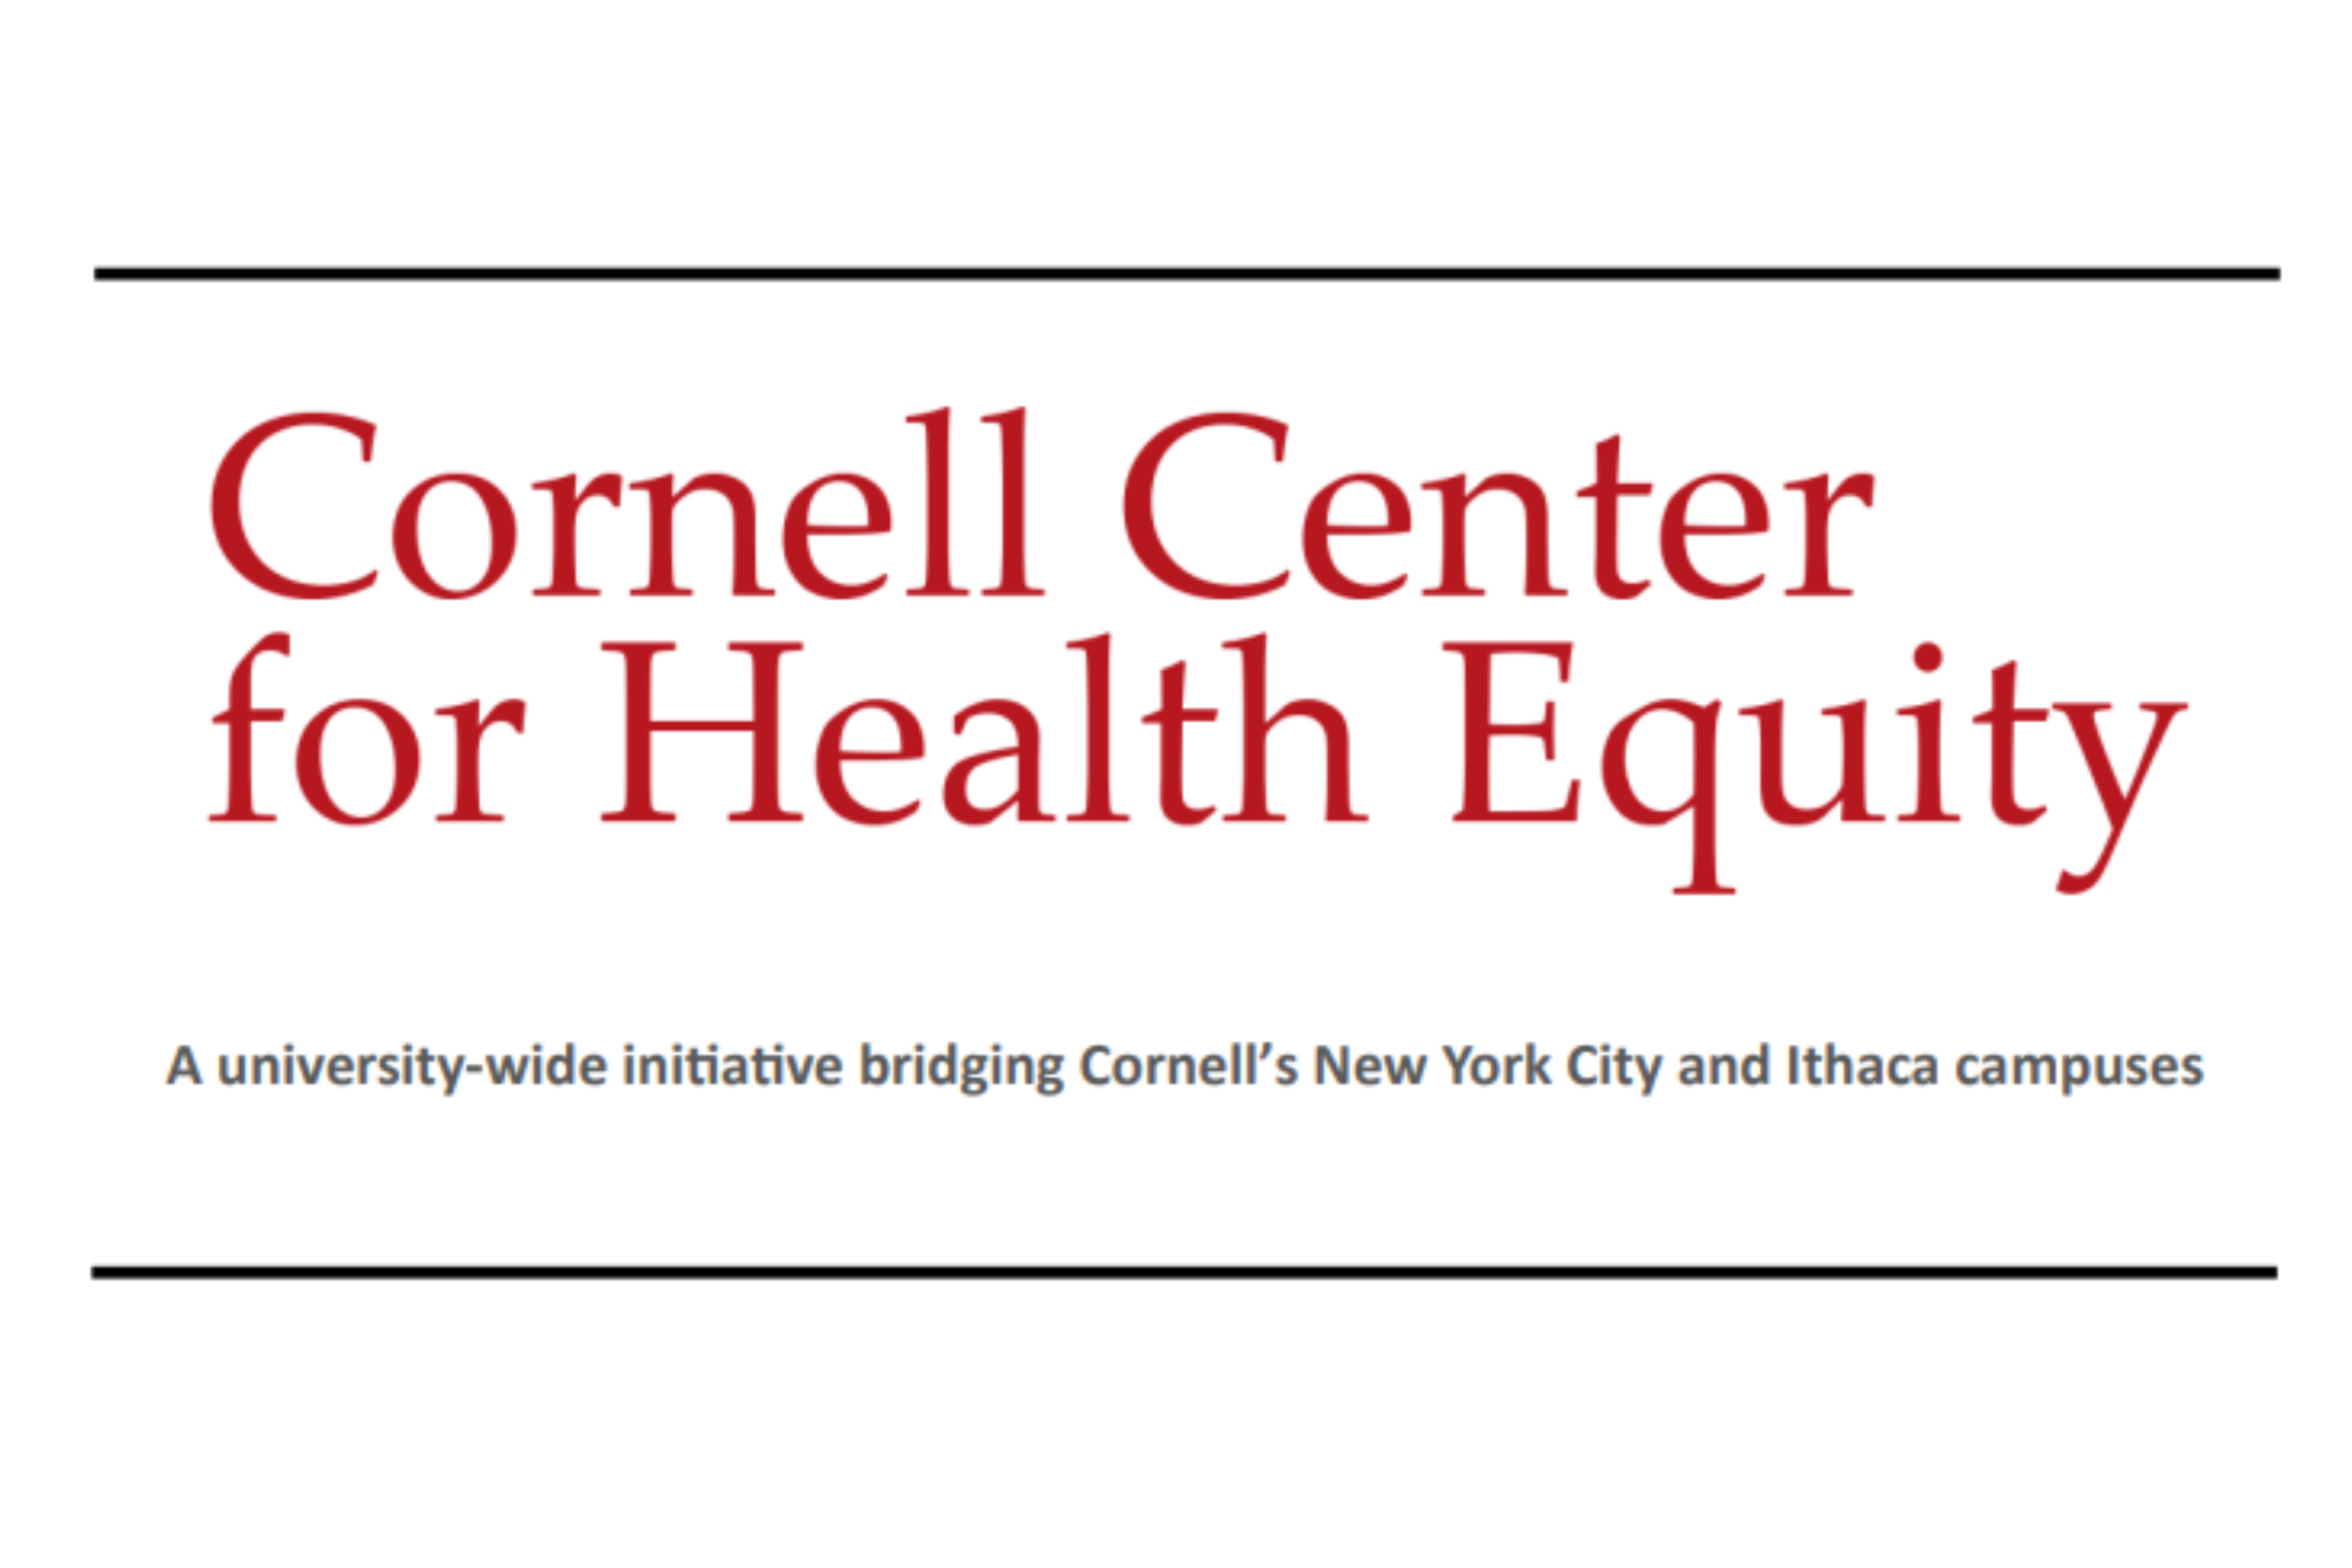 Cornell Center
for Health Equity
A university-wide initiative bridging Cornell’s New York City and Ithaca campuses